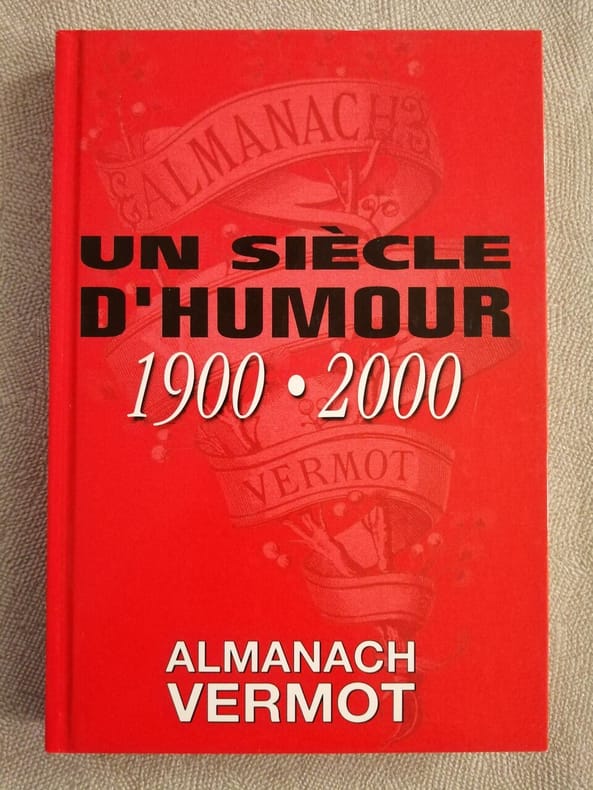 ALMANACH
UN SIÈCLE
D'HUMOUR
1900 • 2000
VERMOT
ALMANACH
VERMOT